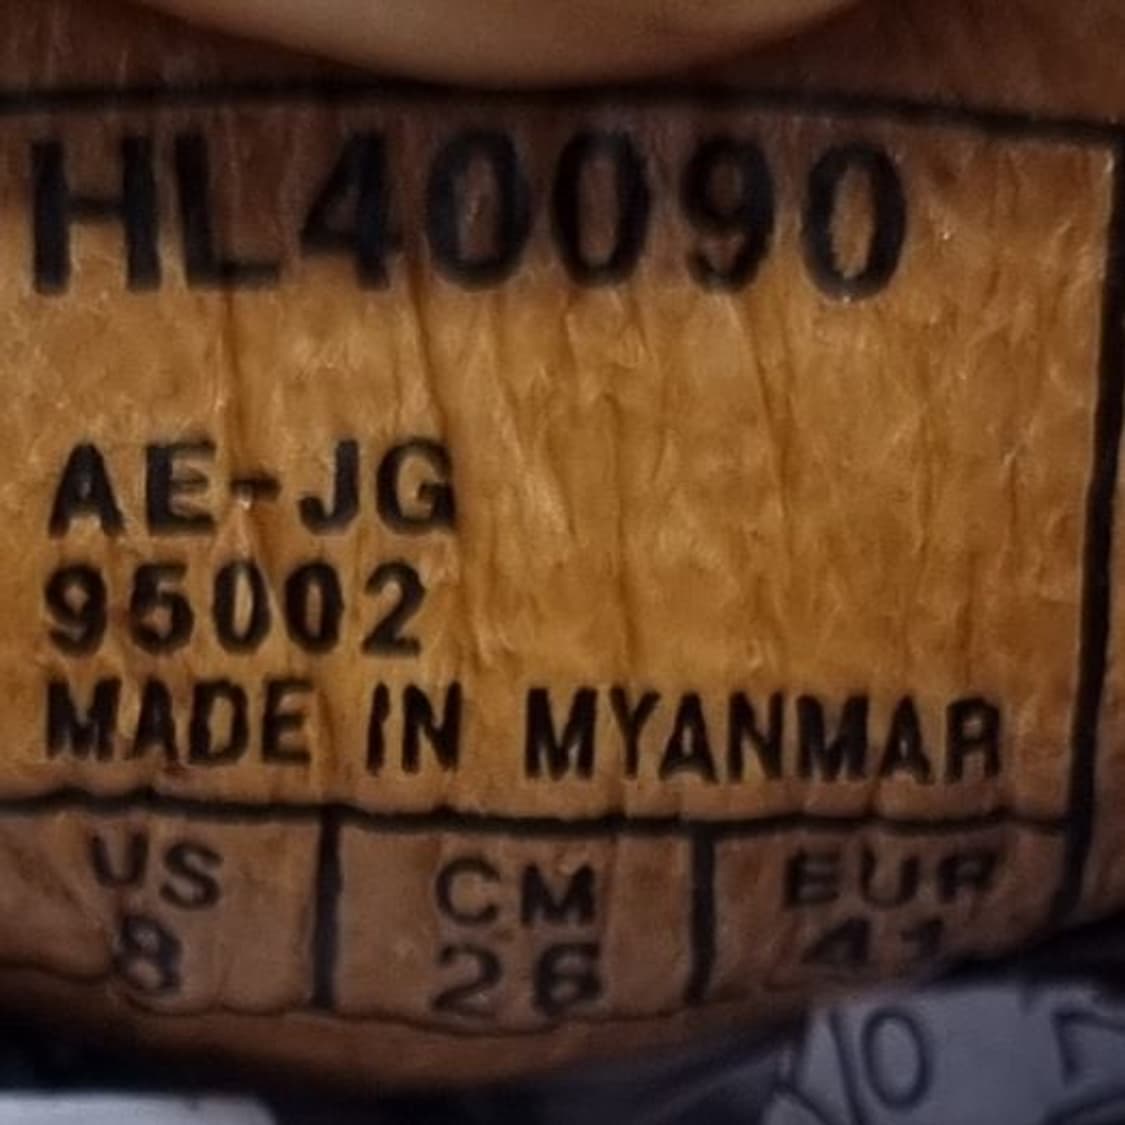 HL40090
AE-JG
95002
MADE IN MYANMAR
US CM EUR
8 26 41